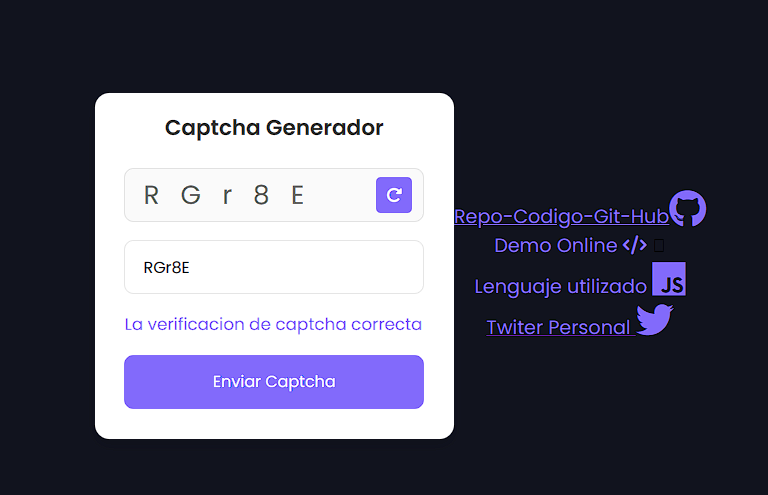 Captcha Generador
R G r 8 E
RGr8E
La verificacion de captcha correcta
Enviar Captcha
Repo-Codigo-Git-Hub
Demo Online </>
Lenguaje utilizado JS
Twiter Personal